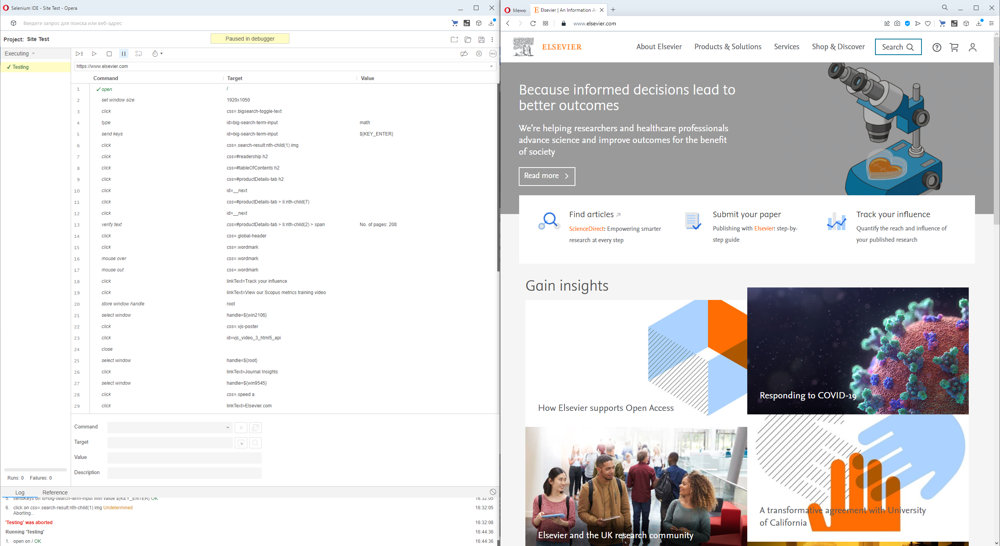 Selenium IDE - Site Test - Opera
Введите запрос для поиска или веб-адрес
Se
Project: Site Test
Paused in debugger
Executing
REC
✓ Testing
https://www.elsevier.com
Command Target Value
1 ✓ open /
2 set window size 1920x1050
3 click css=.bigsearch-toggle-text
4 type id=big-search-term-input math
5 send keys id=big-search-term-input ${KEY_ENTER}
6 click css=.search-result:nth-child(1) img
7 click css=#readership h2
8 click css=#tableOfContents h2
9 click css=#productDetails-tab h2
10 click id=__next
11 click css=#productDetails-tab > li:nth-child(7)
12 click id=__next
13 verify text css=#productDetails-tab > li:nth-child(2) > span No. of pages: 208
14 click css=.global-header
15 click css=.wordmark
16 mouse over css=.wordmark
17 mouse out css=.wordmark
18 click linkText=Track your influence
19 click linkText=View our Scopus metrics training video
20 store window handle root
21 select window handle=${win2106}
22 click css=.vjs-poster
23 click id=vjs_video_3_html5_api
24 close
25 select window handle=${root}
26 click linkText=Journal Insights
27 select window handle=${win9545}
28 click css=.speed a
29 click linkText=Elsevier.com
Command //
Target
Value
Description
Runs: 0 Failures: 0
Log Reference
5. sendKeys on id=big-search-term-input with value ${KEY_ENTER} OK 16:32:05
6. click on css=.search-result:nth-child(1) img Undetermined 16:32:05
Aborting...
'Testing' was aborted 16:32:08
Running 'Testing' 16:44:36
1. open on / OK 16:44:36
Меню
Elsevier | An Information A
www.elsevier.com
Se
ELSEVIER
About Elsevier Products & Solutions Services Shop & Discover Search
Because informed decisions lead to
better outcomes
We’re helping researchers and healthcare professionals
advance science and improve outcomes for the benefit
of society
Read more
Find articles
ScienceDirect: Empowering smarter
research at every step
Submit your paper
Publishing with Elsevier: step-by-
step guide
Track your influence
Quantify the reach and influence of
your published research
Gain insights
How Elsevier supports Open Access
Responding to COVID-19
Elsevier and the UK research community
A transformative agreement with University
of California